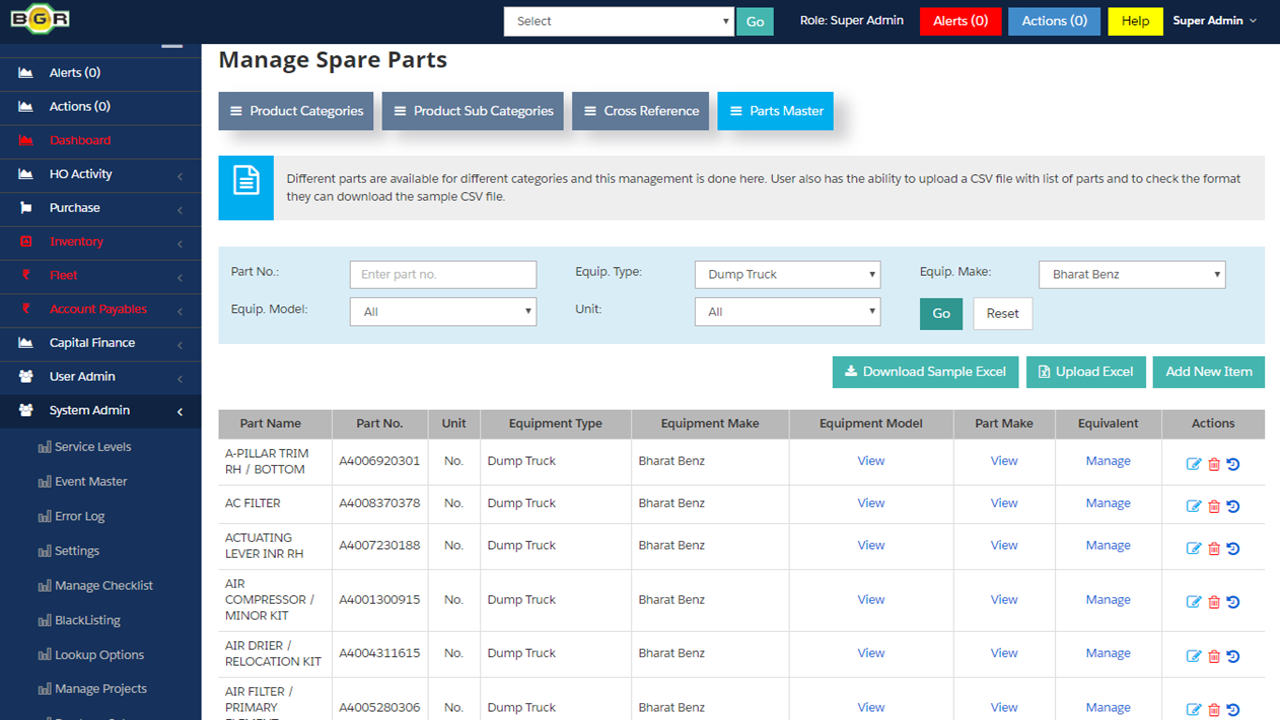 BGR
Select
Go
Role: Super Admin
Alerts (0)
Actions (0)
Help
Super Admin
Alerts (0)
Actions (0)
Dashboard
HO Activity
Purchase
Inventory
Fleet
Account Payables
Capital Finance
User Admin
System Admin
Service Levels
Event Master
Error Log
Settings
Manage Checklist
BlackListing
Lookup Options
Manage Projects
Manage Spare Parts
Product Categories
Product Sub Categories
Cross Reference
Parts Master
Different parts are available for different categories and this management is done here. User also has the ability to upload a CSV file with list of parts and to check the format
they can download the sample CSV file.
Part No.: Enter part no. Equip. Type: Dump Truck Equip. Make: Bharat Benz
Equip. Model: All Unit: All Go Reset
Download Sample Excel Upload Excel Add New Item
Part Name Part No. Unit Equipment Type Equipment Make Equipment Model Part Make Equivalent Actions
A-PILLAR TRIM
RH / BOTTOM
A4006920301 No. Dump Truck Bharat Benz View View Manage
AC FILTER A4008370378 No. Dump Truck Bharat Benz View View Manage
ACTUATING
LEVER INR RH
A4007230188 No. Dump Truck Bharat Benz View View Manage
AIR
COMPRESSOR /
MINOR KIT
A4001300915 No. Dump Truck Bharat Benz View View Manage
AIR DRIER /
RELOCATION KIT
A4004311615 No. Dump Truck Bharat Benz View View Manage
AIR FILTER /
PRIMARY
A4005280306 No. Dump Truck Bharat Benz View View Manage